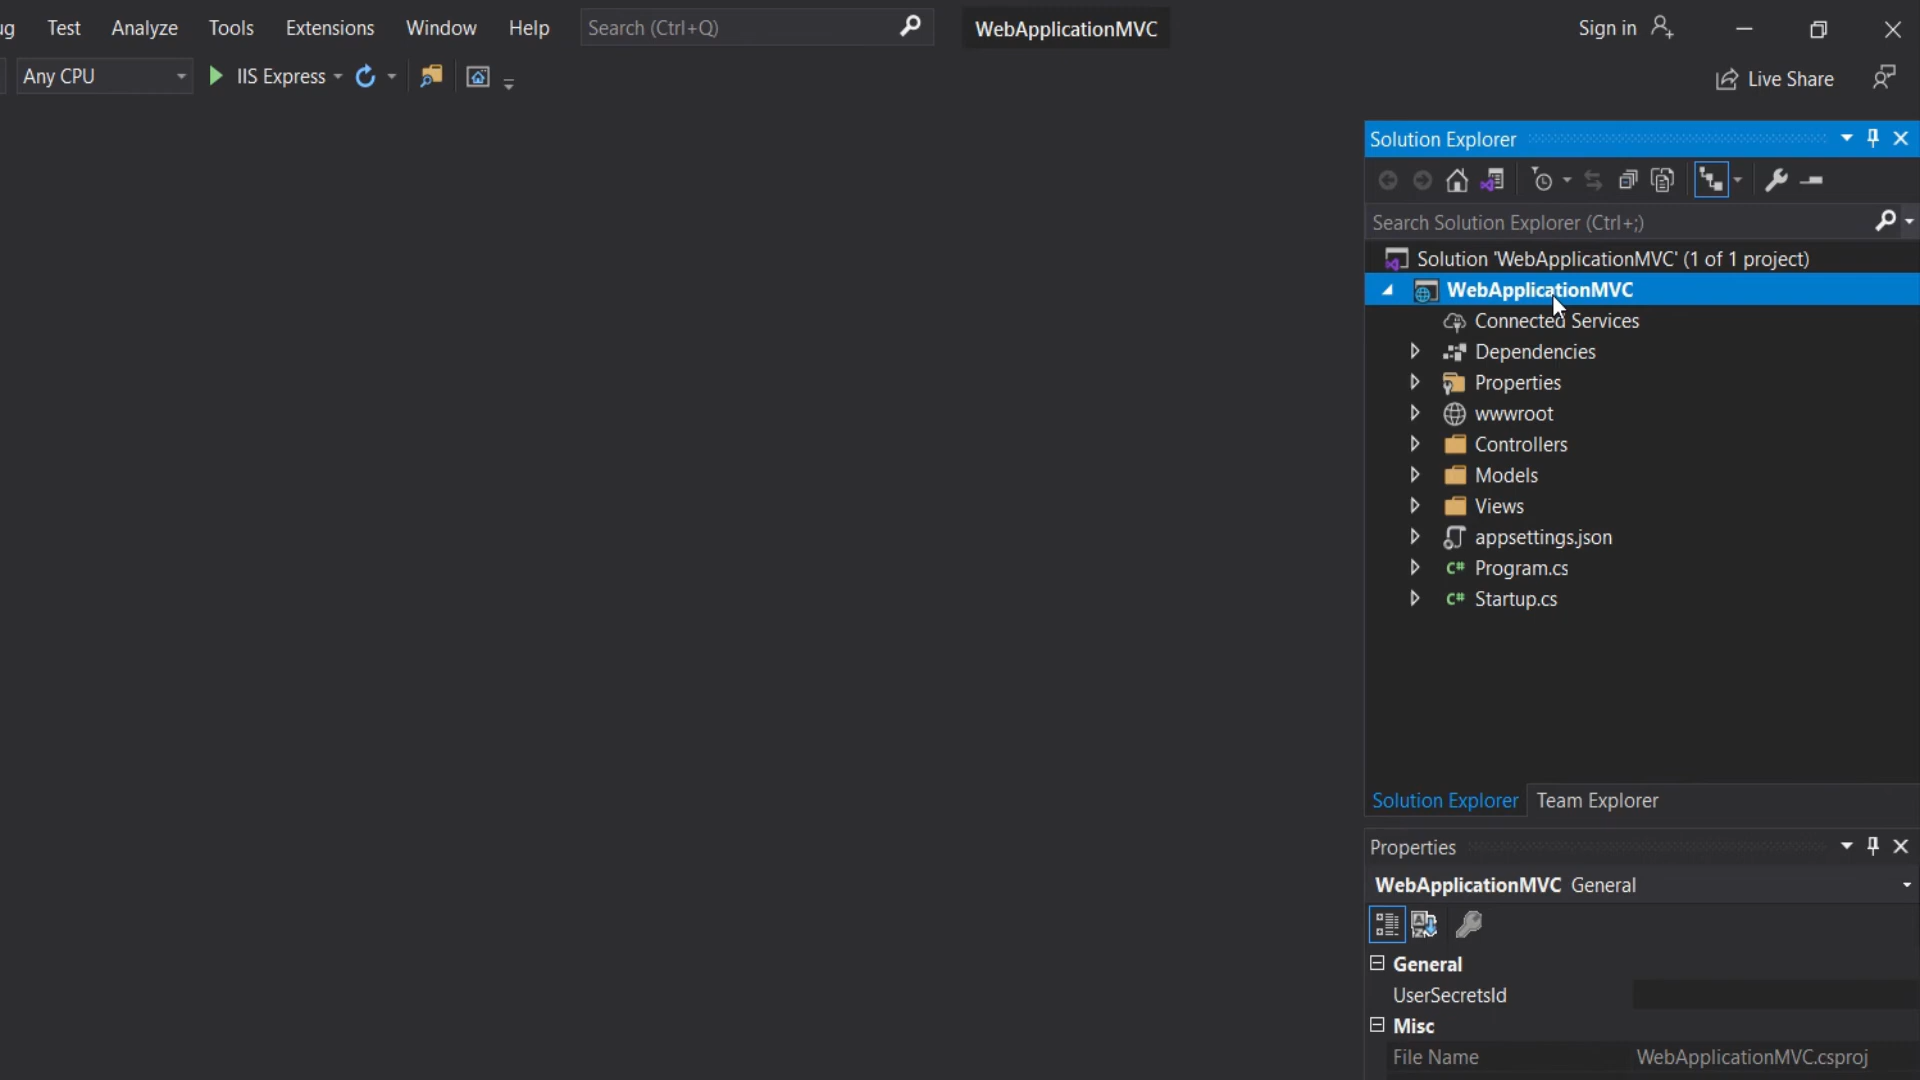 ug Test Analyze Tools Extensions Window Help Search (Ctrl+Q) WebApplicationMVC Sign in
Any CPU IIS Express Live Share
Solution Explorer
Search Solution Explorer (Ctrl+;)
Solution 'WebApplicationMVC' (1 of 1 project)
WebApplicationMVC
Connected Services
Dependencies
Properties
wwwroot
Controllers
Models
Views
appsettings.json
C# Program.cs
C# Startup.cs
Solution Explorer Team Explorer
Properties
WebApplicationMVC General
General
UserSecretsId
Misc
File Name WebApplicationMVC.csproj